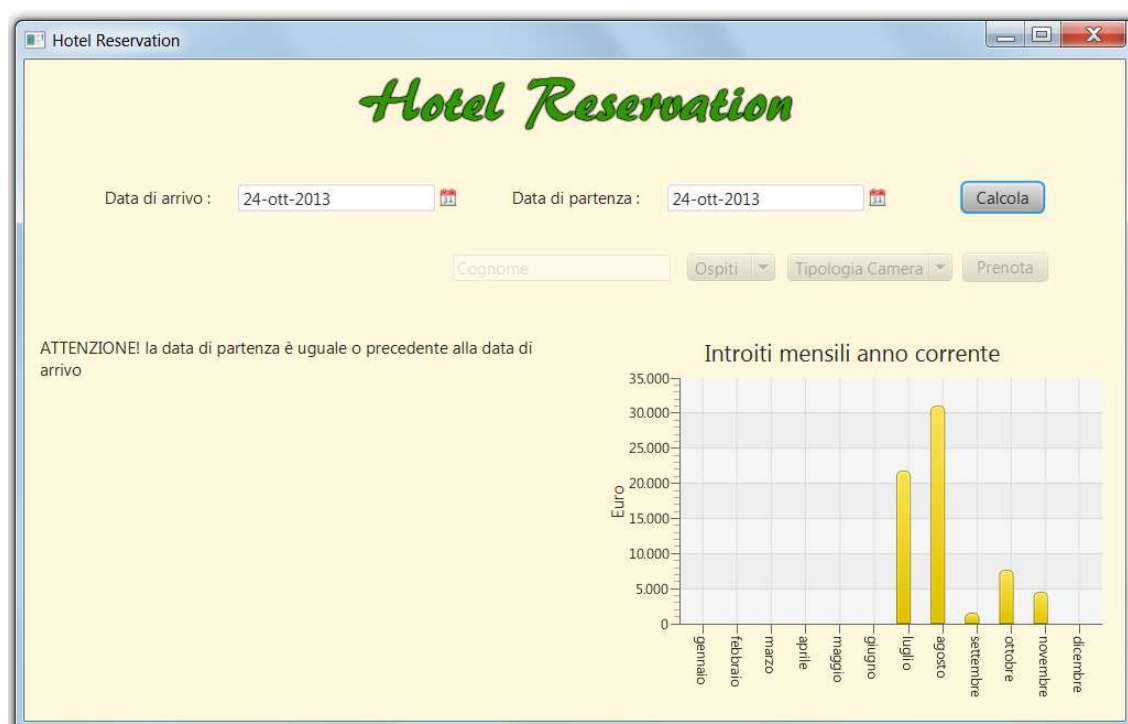 Hotel Reservation
Hotel Reservation
Data di arrivo :
24-ott-2013
Data di partenza :
24-ott-2013
Calcola
Cognome
Ospiti
Tipologia Camera
Prenota
ATTENZIONE! la data di partenza è uguale o precedente alla data di
arrivo
Introiti mensili anno corrente
Euro
35.000
30.000
25.000
20.000
15.000
10.000
5.000
0
gennaio
febbraio
marzo
aprile
maggio
giugno
luglio
agosto
settembre
ottobre
novembre
dicembre